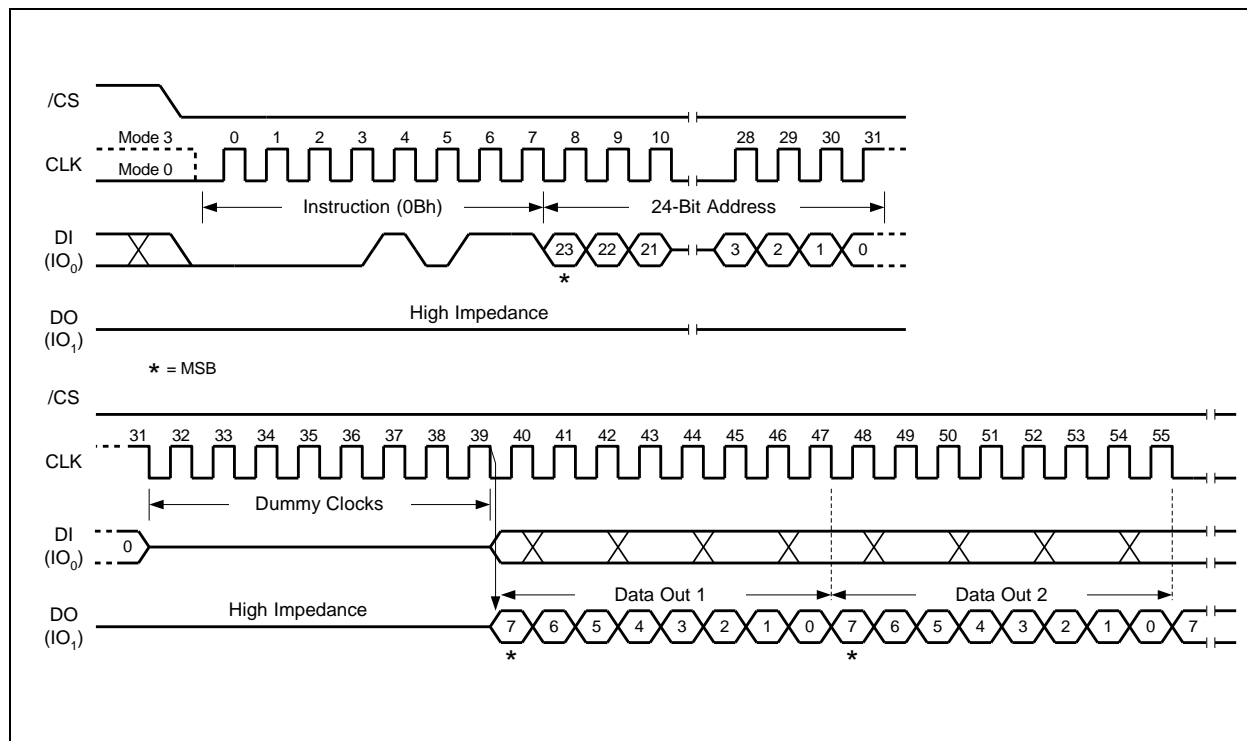 /CS
Mode 3 0 1 2 3 4 5 6 7 8 9 10 28 29 30 31
CLK
Mode 0
Instruction (0Bh) 24-Bit Address
DI
(IO0)
23 22 21 3 2 1 0
*
DO
(IO1)
High Impedance
* = MSB
/CS
31 32 33 34 35 36 37 38 39 40 41 42 43 44 45 46 47 48 49 50 51 52 53 54 55
CLK
Dummy Clocks
DI
(IO0)
0
Data Out 1 Data Out 2
DO
(IO1)
High Impedance
7 6 5 4 3 2 1 0 7 6 5 4 3 2 1 0 7
* *